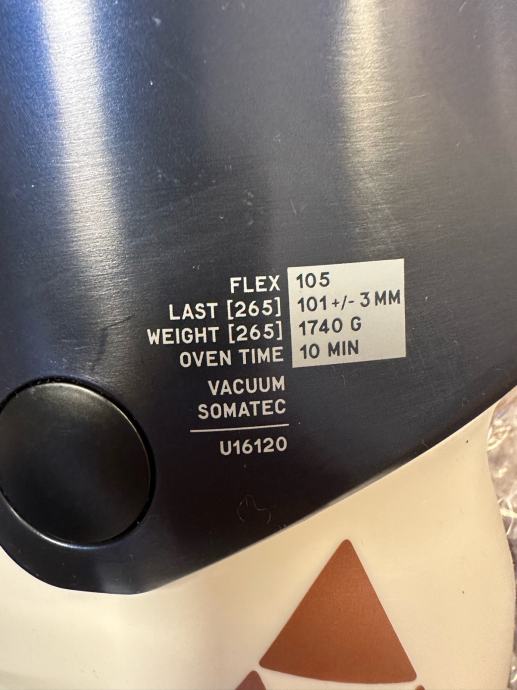 FLEX 105
LAST [265] 101 +/- 3 MM
WEIGHT [265] 1740 G
OVEN TIME 10 MIN
VACUUM
SOMATEC
U16120